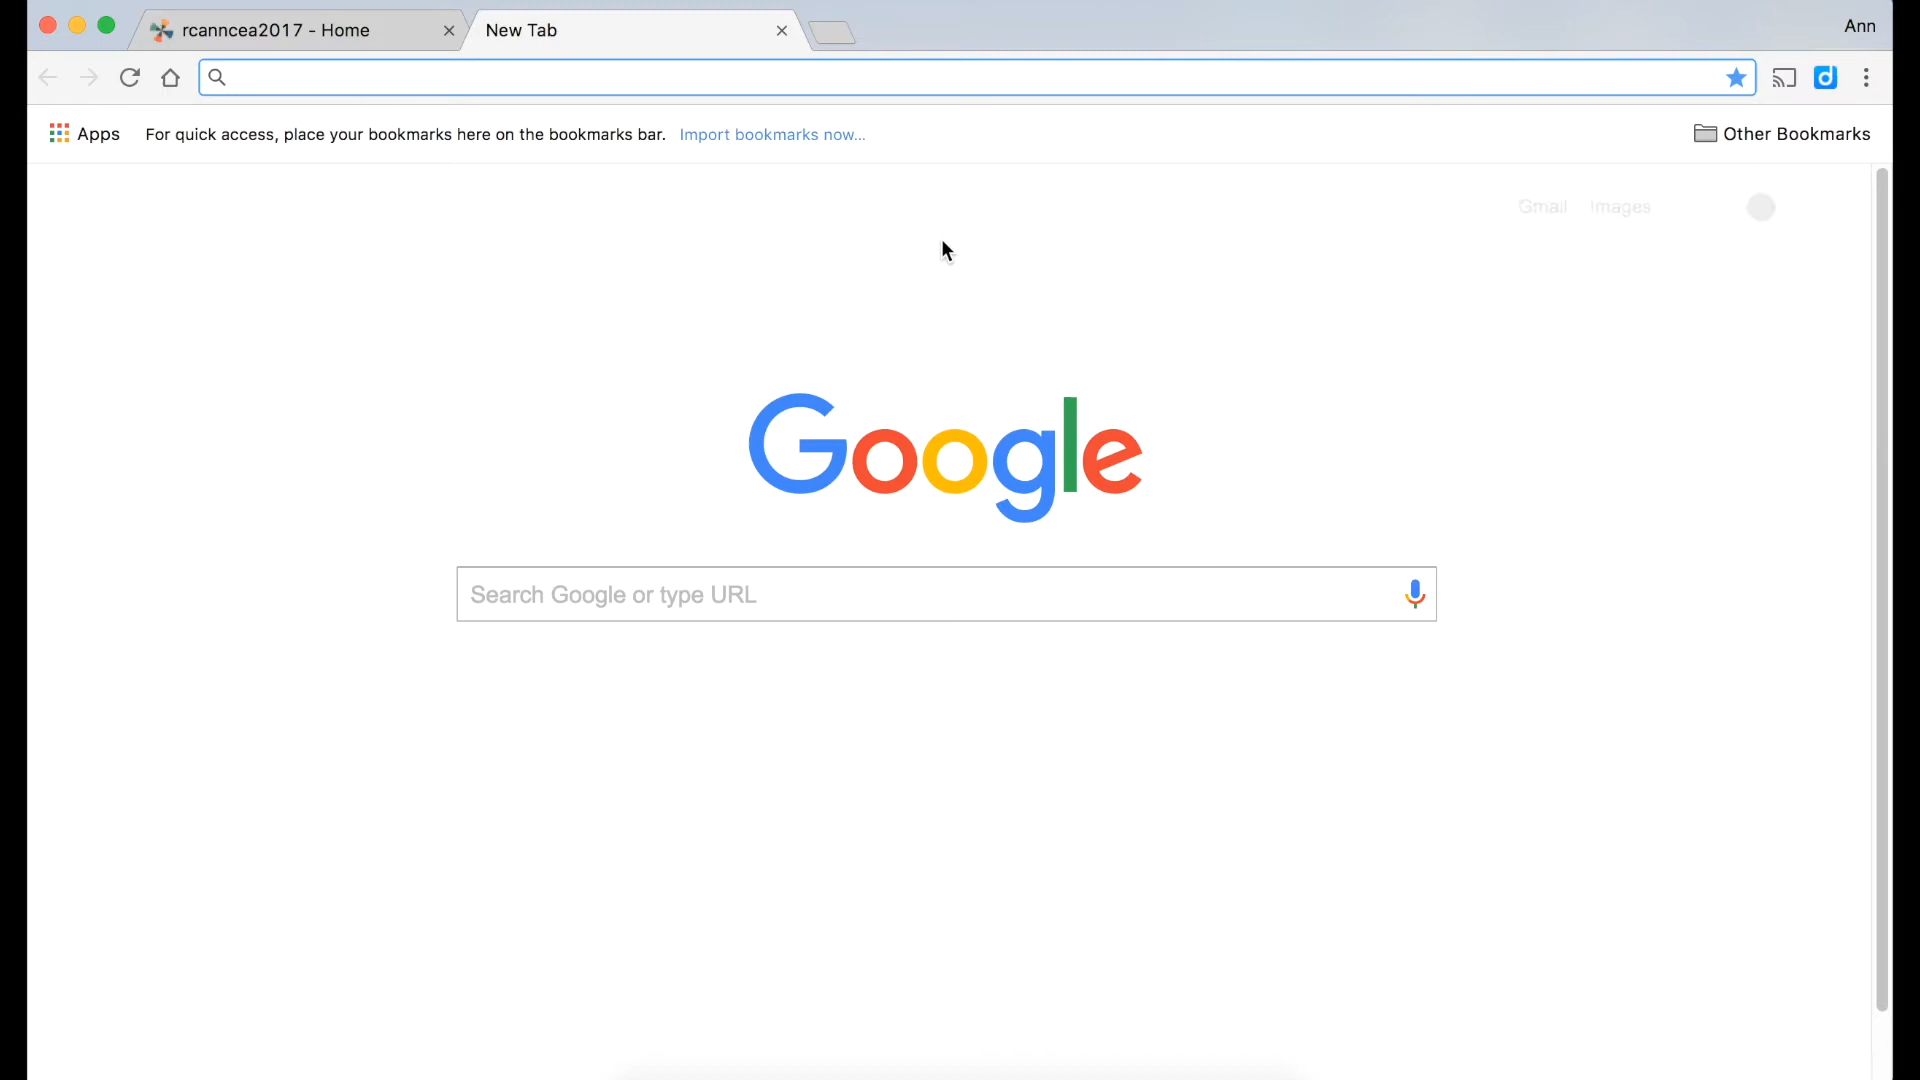 rcanncea2017 - Home
New Tab
Ann
Apps
For quick access, place your bookmarks here on the bookmarks bar. Import bookmarks now...
Other Bookmarks
Gmail Images
Google
Search Google or type URL